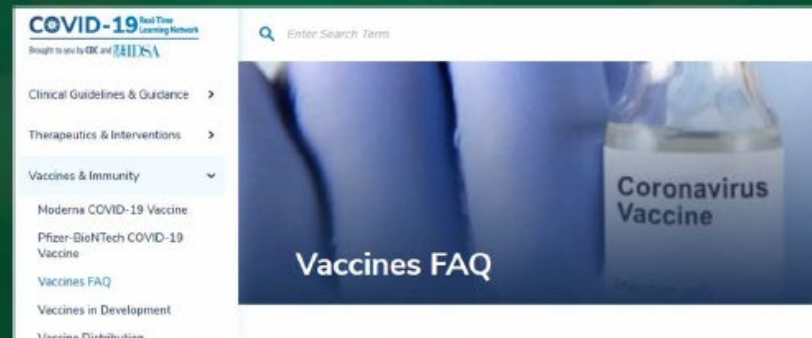 COVID-19 Real-Time
Learning Network
Brought to you by CDC and IDSA
Enter Search Term
Clinical Guidelines & Guidance
Therapeutics & Interventions
Vaccines & Immunity
Moderna COVID-19 Vaccine
Pfizer-BioNTech COVID-19
Vaccine
Vaccines FAQ
Vaccines in Development
Vaccine Distribution
Coronavirus
Vaccine
Vaccines FAQ